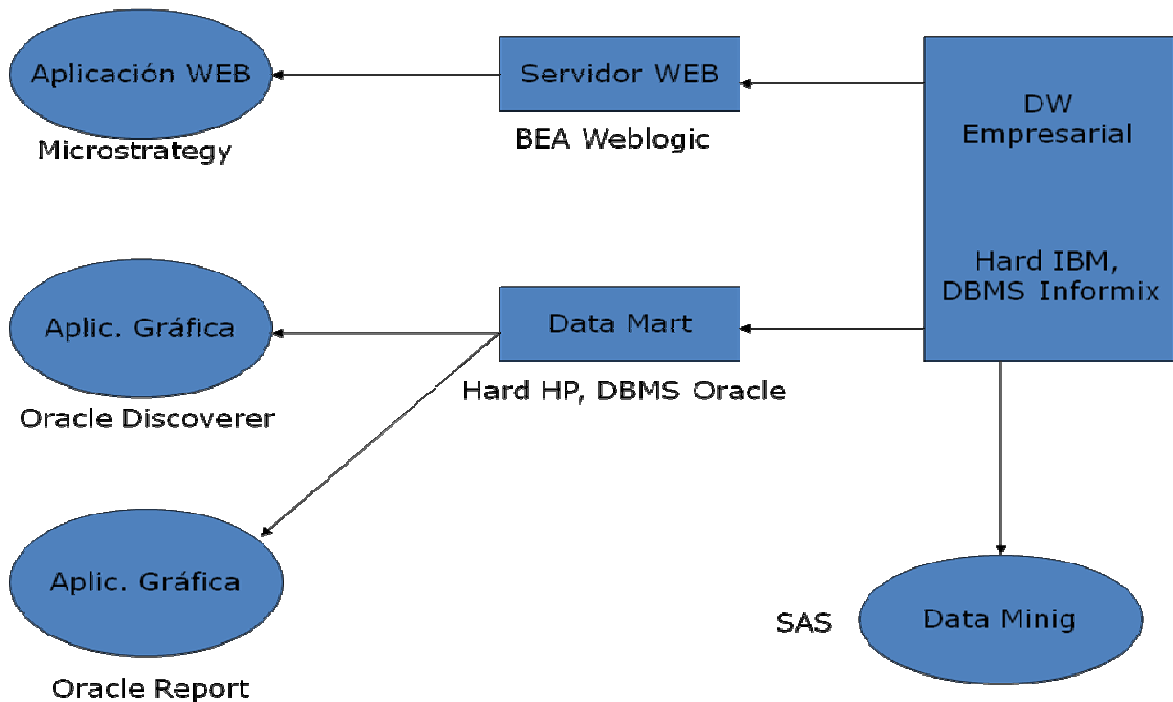 Aplicación WEB
Microstrategy
Servidor WEB
BEA Weblogic
DW
Empresarial
Hard IBM,
DBMS Informix
Aplic. Gráfica
Oracle Discoverer
Data Mart
Hard HP, DBMS Oracle
Aplic. Gráfica
Oracle Report
SAS
Data Minig